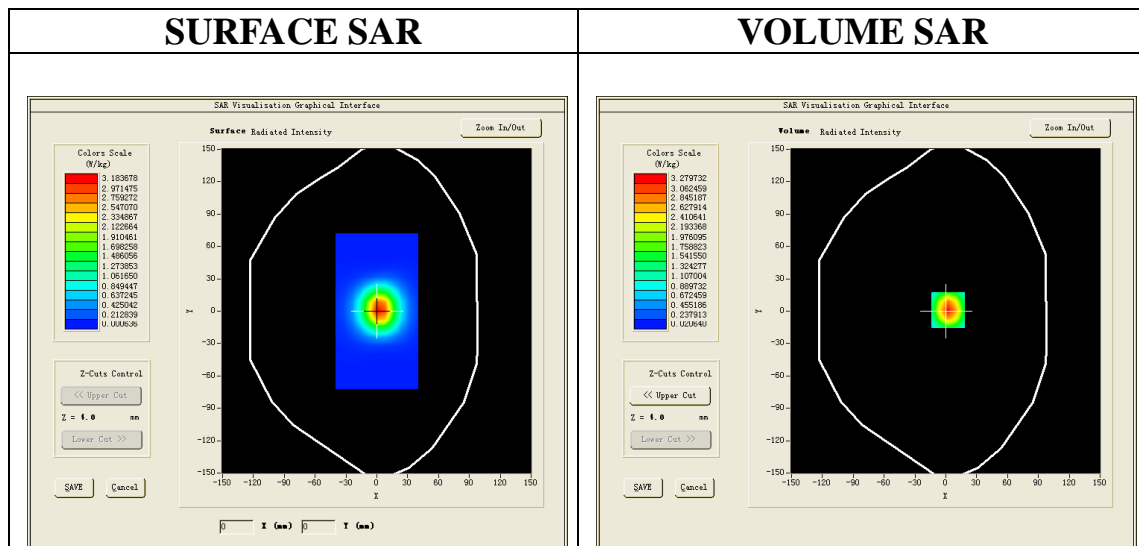 SURFACE SAR
VOLUME SAR
SAR Visualisation Graphical Interface
Surface Radiated Intensity
Zoom In/Out
Colors Scale
(W/kg)
3.183678
2.971475
2.759272
2.547070
2.334867
2.122664
1.910461
1.698258
1.486056
1.273853
1.061650
0.849447
0.637245
0.425042
0.212839
0.000636
Z-Cuts Control
<< Upper Cut
Z = 4.0 mm
Lower Cut >>
SAVE
Cancel
150
120
90
60
30
0
-30
-60
-90
-120
-150
Y
-150 -120 -90 -60 -30 0 30 60 90 120 150
X
0 X (mm) 0 Y (mm)
SAR Visualisation Graphical Interface
Volume Radiated Intensity
Zoom In/Out
Colors Scale
(W/kg)
3.279732
3.062459
2.845187
2.627914
2.410641
2.193368
1.976095
1.758823
1.541550
1.324277
1.107004
0.889732
0.672459
0.455186
0.237913
0.020640
Z-Cuts Control
<< Upper Cut
Z = 4.0 mm
Lower Cut >>
SAVE
Cancel
150
120
90
60
30
0
-30
-60
-90
-120
-150
Y
-150 -120 -90 -60 -30 0 30 60 90 120 150
X